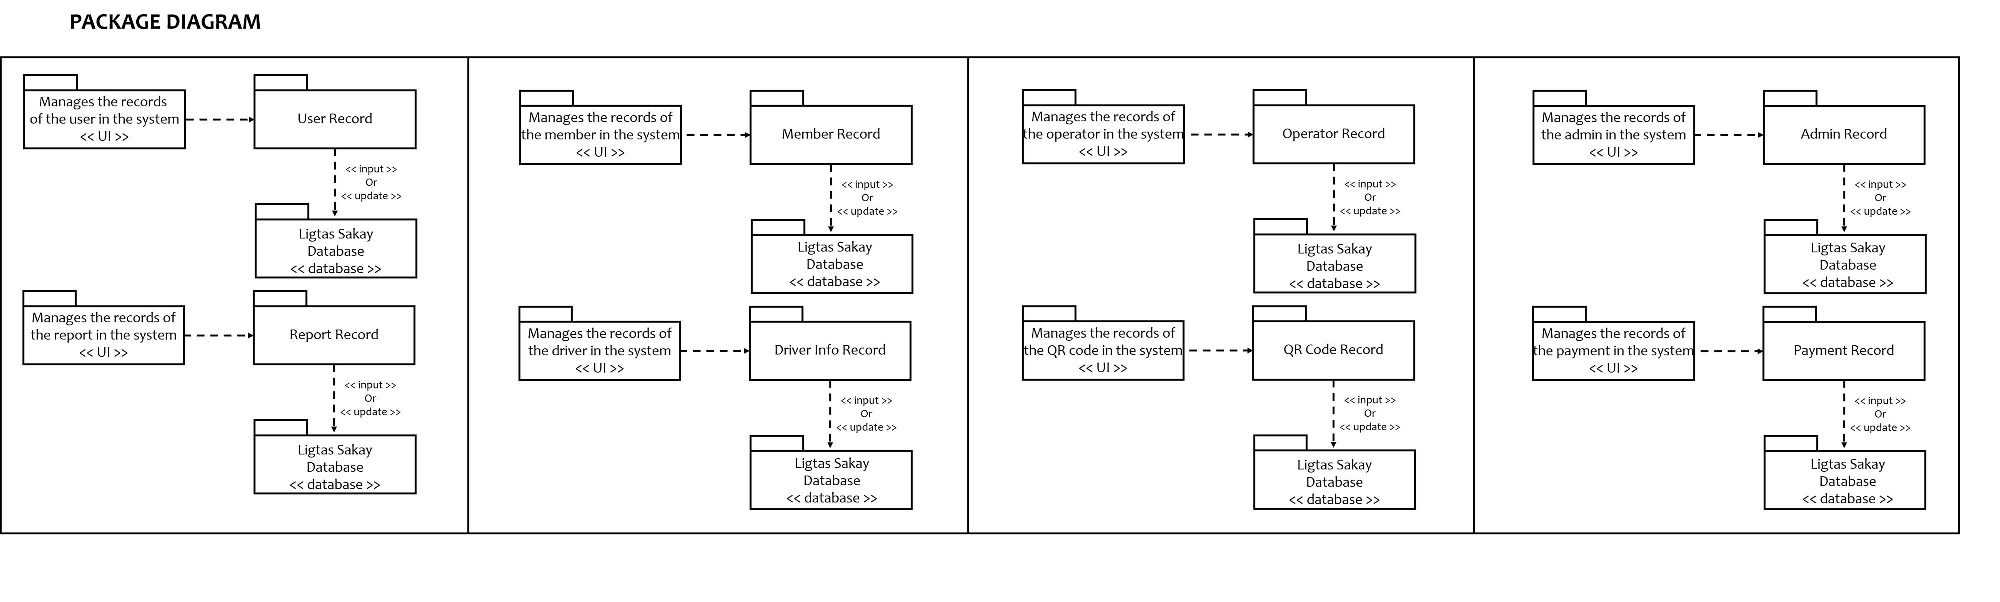 PACKAGE DIAGRAM
Manages the records
of the user in the system
<< UI >>
User Record
<< input >>
Or
<< update >>
Ligtas Sakay
Database
<< database >>
Manages the records of
the report in the system
<< UI >>
Report Record
<< input >>
Or
<< update >>
Ligtas Sakay
Database
<< database >>
Manages the records of
the member in the system
<< UI >>
Member Record
<< input >>
Or
<< update >>
Ligtas Sakay
Database
<< database >>
Manages the records of
the driver in the system
<< UI >>
Driver Info Record
<< input >>
Or
<< update >>
Ligtas Sakay
Database
<< database >>
Manages the records of
the operator in the system
<< UI >>
Operator Record
<< input >>
Or
<< update >>
Ligtas Sakay
Database
<< database >>
Manages the records of
the QR code in the system
<< UI >>
QR Code Record
<< input >>
Or
<< update >>
Ligtas Sakay
Database
<< database >>
Manages the records of
the admin in the system
<< UI >>
Admin Record
<< input >>
Or
<< update >>
Ligtas Sakay
Database
<< database >>
Manages the records of
the payment in the system
<< UI >>
Payment Record
<< input >>
Or
<< update >>
Ligtas Sakay
Database
<< database >>